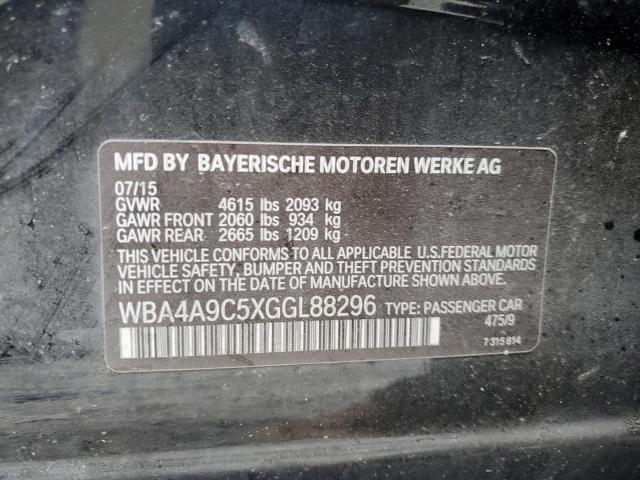 MFD BY BAYERISCHE MOTOREN WERKE AG
07/15
GVWR 4615 lbs 2093 kg
GAWR FRONT 2060 lbs 934 kg
GAWR REAR 2665 lbs 1209 kg
THIS VEHICLE CONFORMS TO ALL APPLICABLE U.S.FEDERAL MOTOR
VEHICLE SAFETY, BUMPER AND THEFT PREVENTION STANDARDS
IN EFFECT ON THE DATE OF MANUFACTURE SHOWN ABOVE.
WBA4A9C5XGGL88296 TYPE: PASSENGER CAR
475/9
7 315 814